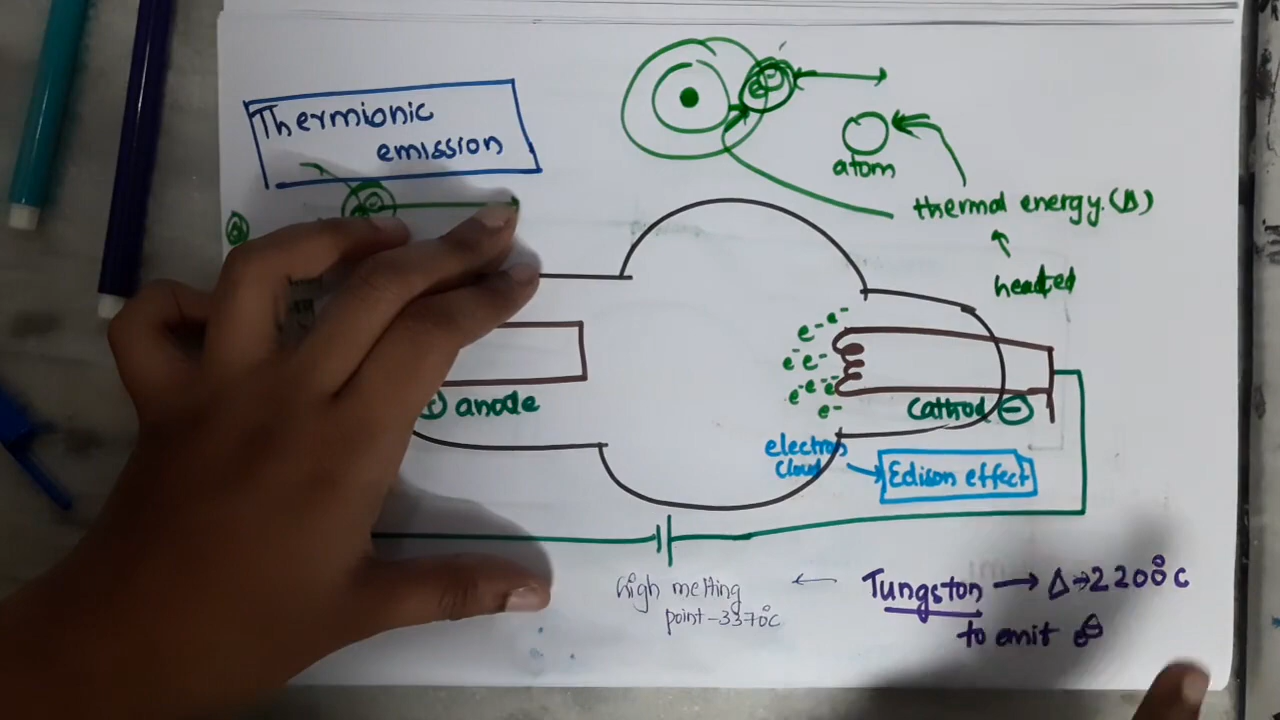 Thermionic
emission
atom
thermal energy.(Δ)
heated
e- e-
e- e-
e- e- e-
e-
+ anode
Cathod -
electron
cloud
Edison effect
high melting
point-3370°C
← Tungston → Δ→2200°C
to emit e⊖